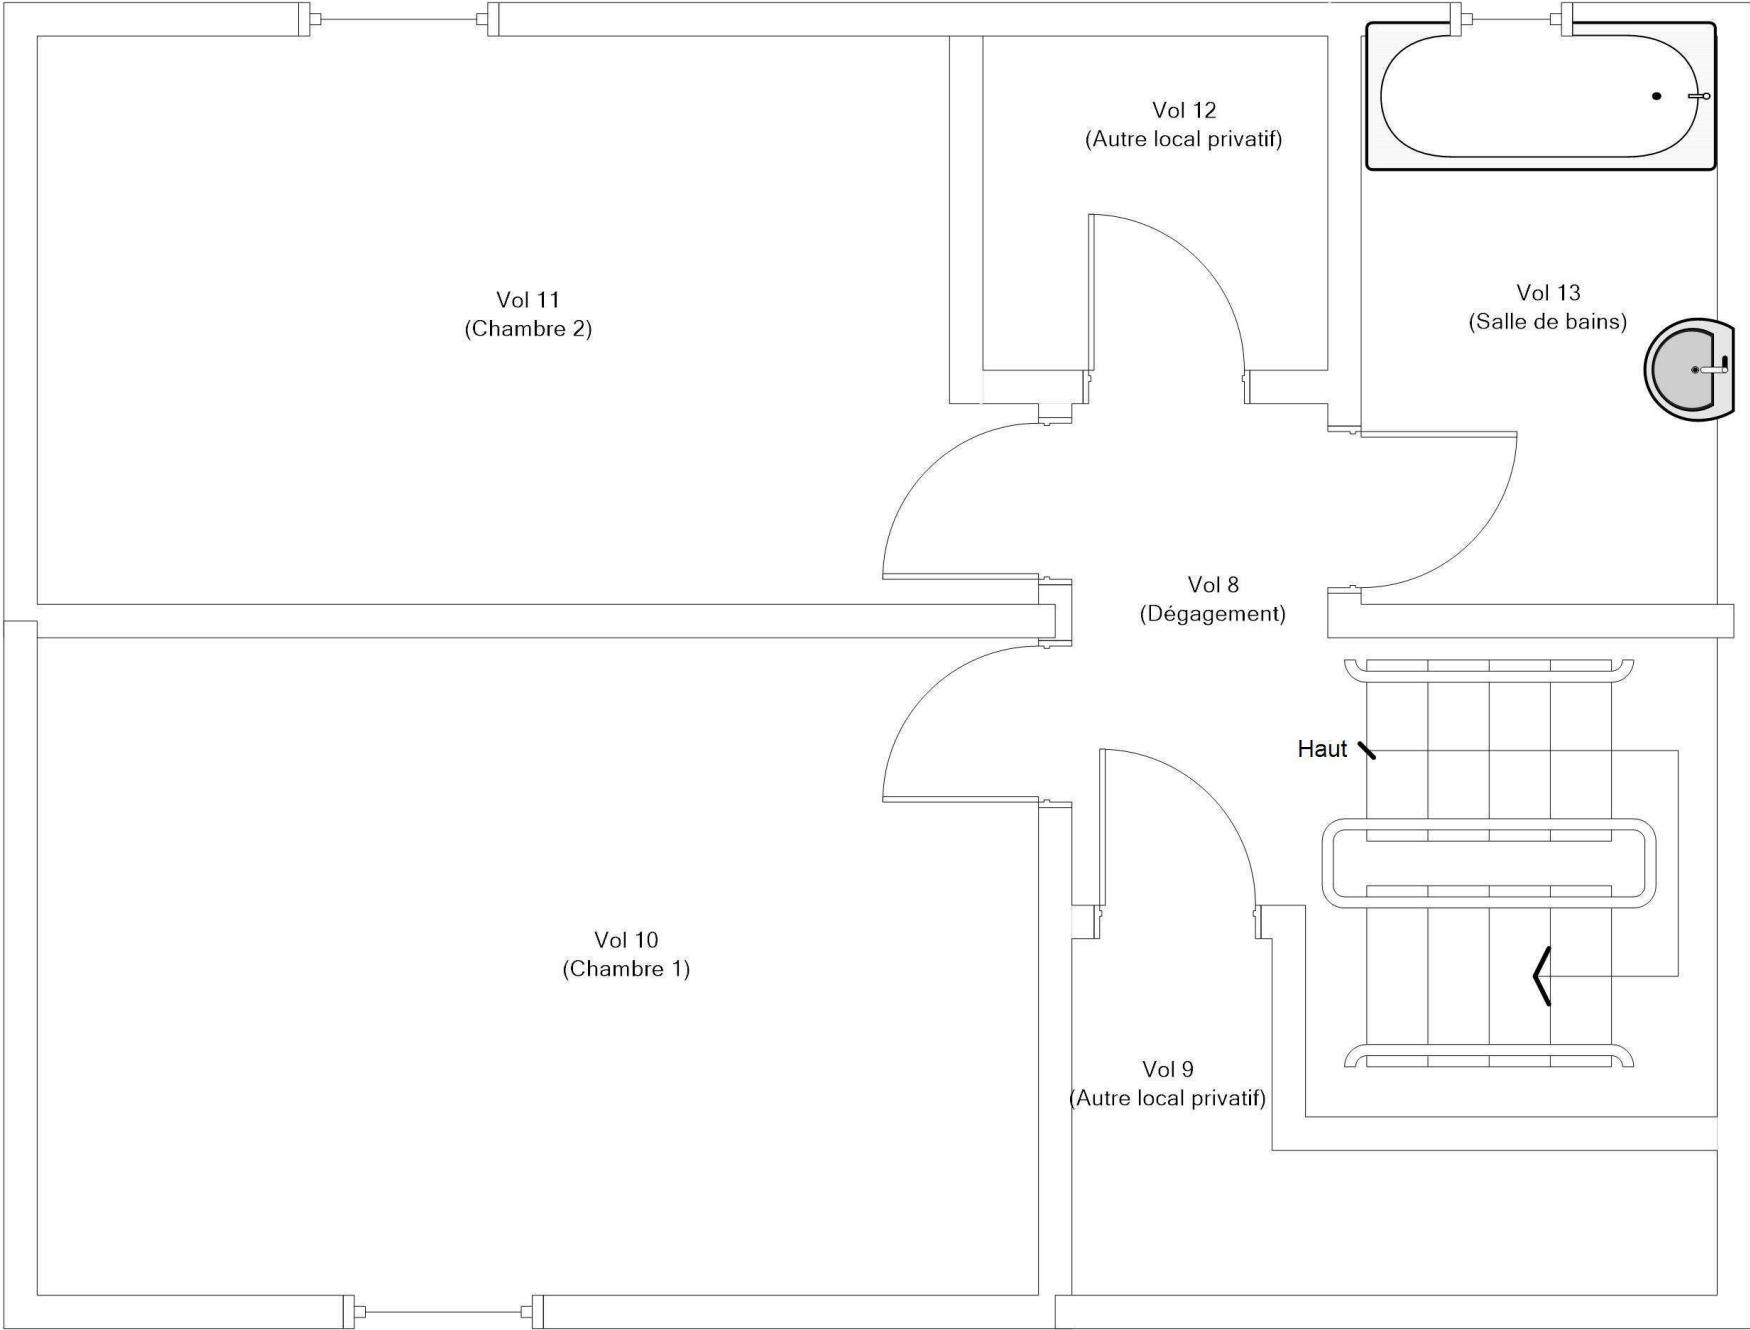 Vol 12
(Autre local privatif)
Vol 11
(Chambre 2)
Vol 13
(Salle de bains)
Vol 8
(Dégagement)
Haut
Vol 10
(Chambre 1)
Vol 9
(Autre local privatif)